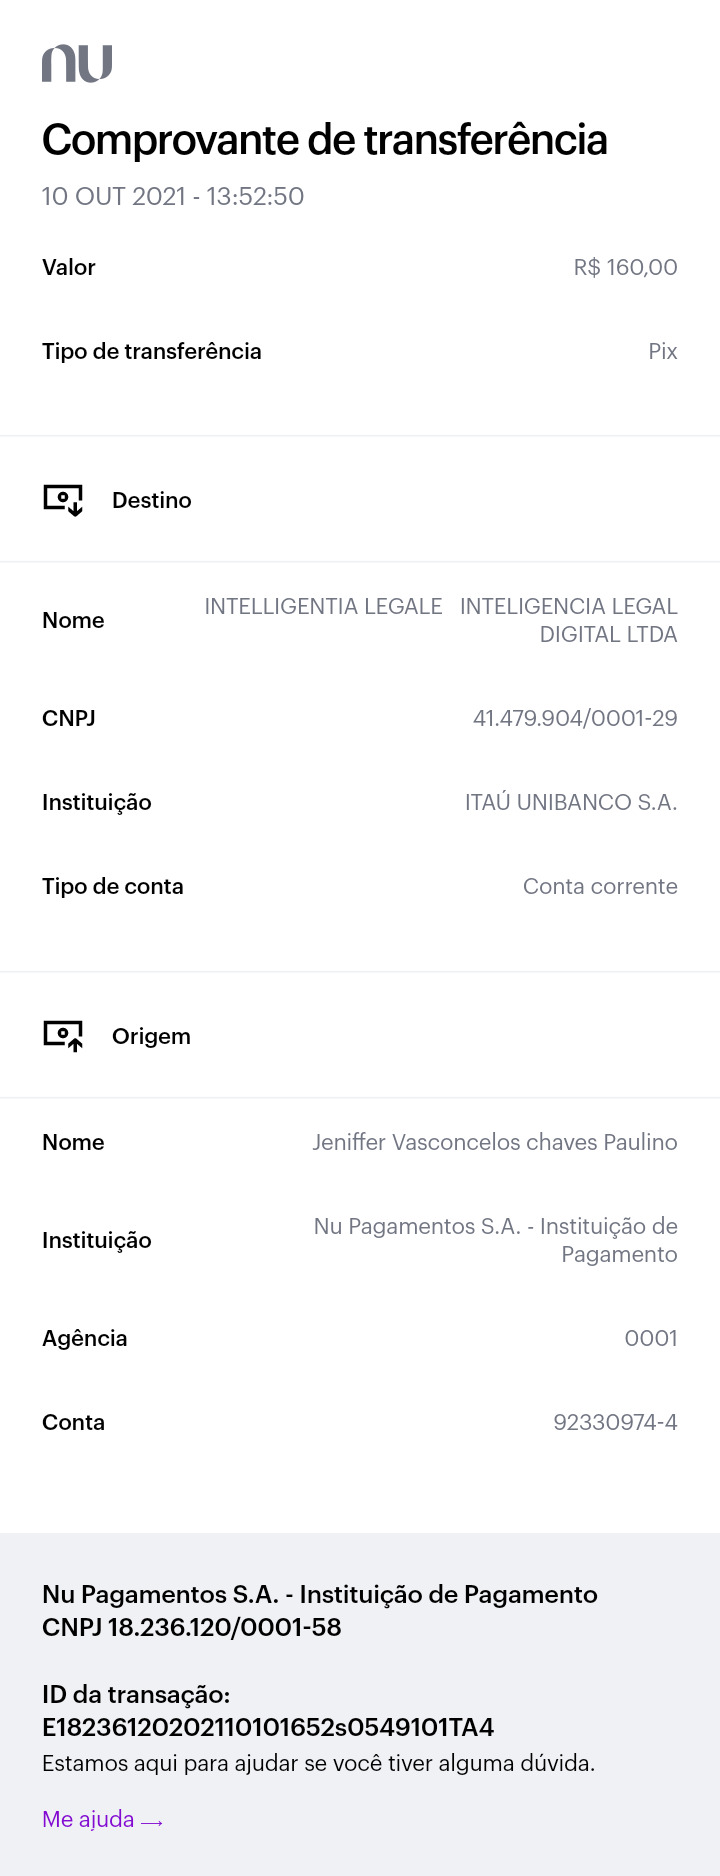 nu
Comprovante de transferência
10 OUT 2021 - 13:52:50
Valor R$ 160,00
Tipo de transferência Pix
Destino
Nome INTELLIGENTIA LEGALE INTELIGENCIA LEGAL
DIGITAL LTDA
CNPJ 41.479.904/0001-29
Instituição ITAÚ UNIBANCO S.A.
Tipo de conta Conta corrente
Origem
Nome Jeniffer Vasconcelos chaves Paulino
Instituição Nu Pagamentos S.A. - Instituição de
Pagamento
Agência 0001
Conta 92330974-4
Nu Pagamentos S.A. - Instituição de Pagamento
CNPJ 18.236.120/0001-58
ID da transação:
E18236120202110101652s0549101TA4
Estamos aqui para ajudar se você tiver alguma dúvida.
Me ajuda →